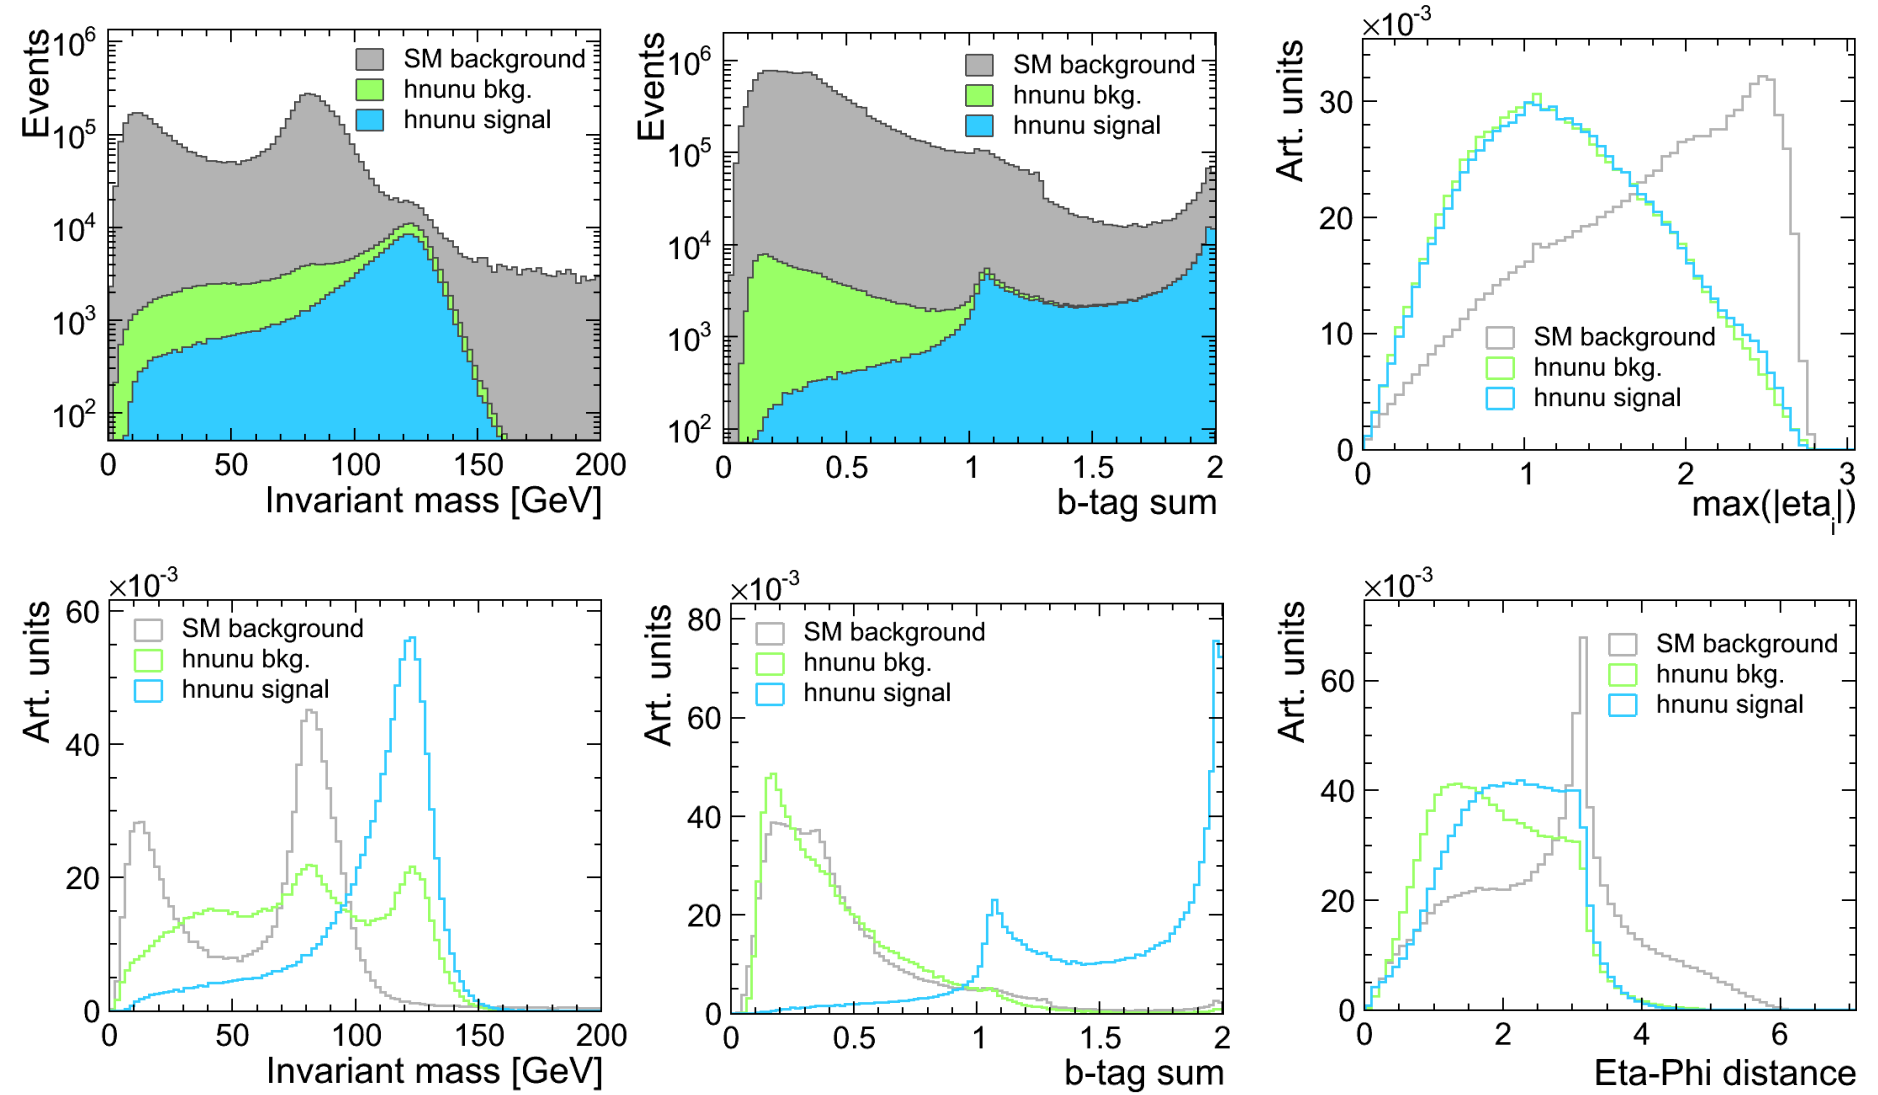 Events
10^6
10^5
10^4
10^3
10^2
SM background
hnunu bkg.
hnunu signal
0 50 100 150 200
Invariant mass [GeV]
Events
10^6
10^5
10^4
10^3
10^2
SM background
hnunu bkg.
hnunu signal
0 0.5 1 1.5 2
b-tag sum
×10^-3
Art. units
30
20
10
0
SM background
hnunu bkg.
hnunu signal
0 1 2 3
max(|eta_i|)
×10^-3
Art. units
60
40
20
0
SM background
hnunu bkg.
hnunu signal
0 50 100 150 200
Invariant mass [GeV]
×10^-3
Art. units
80
60
40
20
0
SM background
hnunu bkg.
hnunu signal
0 0.5 1 1.5 2
b-tag sum
×10^-3
Art. units
60
40
20
0
SM background
hnunu bkg.
hnunu signal
0 2 4 6
Eta-Phi distance